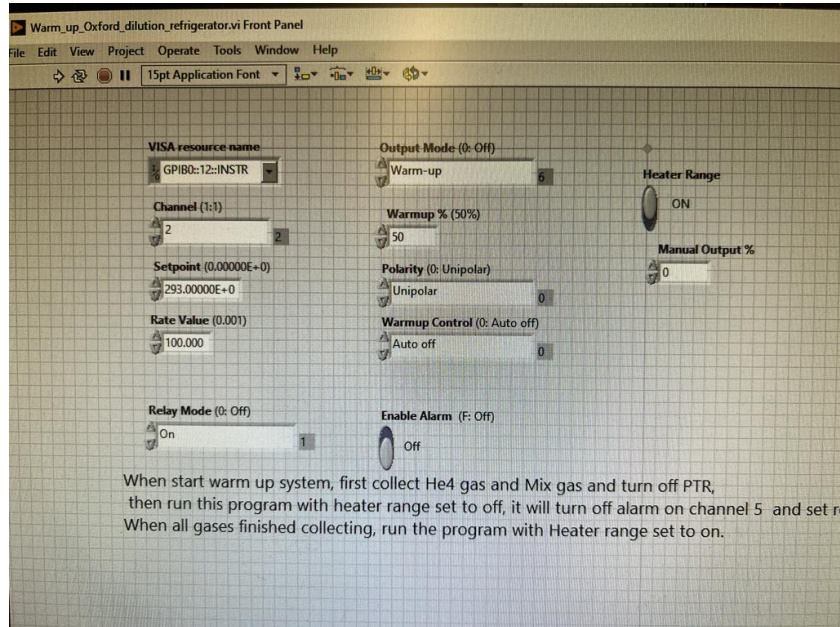 Warm_up_Oxford_dilution_refrigerator.vi Front Panel
File Edit View Project Operate Tools Window Help
15pt Application Font
VISA resource name
GPIB0::12::INSTR
Channel (1:1)
2 2
Setpoint (0.00000E+0)
293.00000E+0
Rate Value (0.001)
100.000
Relay Mode (0: Off)
On 1
Output Mode (0: Off)
Warm-up 6
Warmup % (50%)
50
Polarity (0: Unipolar)
Unipolar 0
Warmup Control (0: Auto off)
Auto off 0
Enable Alarm (F: Off)
Off
Heater Range
ON
Manual Output %
0
When start warm up system, first collect He4 gas and Mix gas and turn off PTR,
then run this program with heater range set to off, it will turn off alarm on channel 5 and set
When all gases finished collecting, run the program with Heater range set to on.